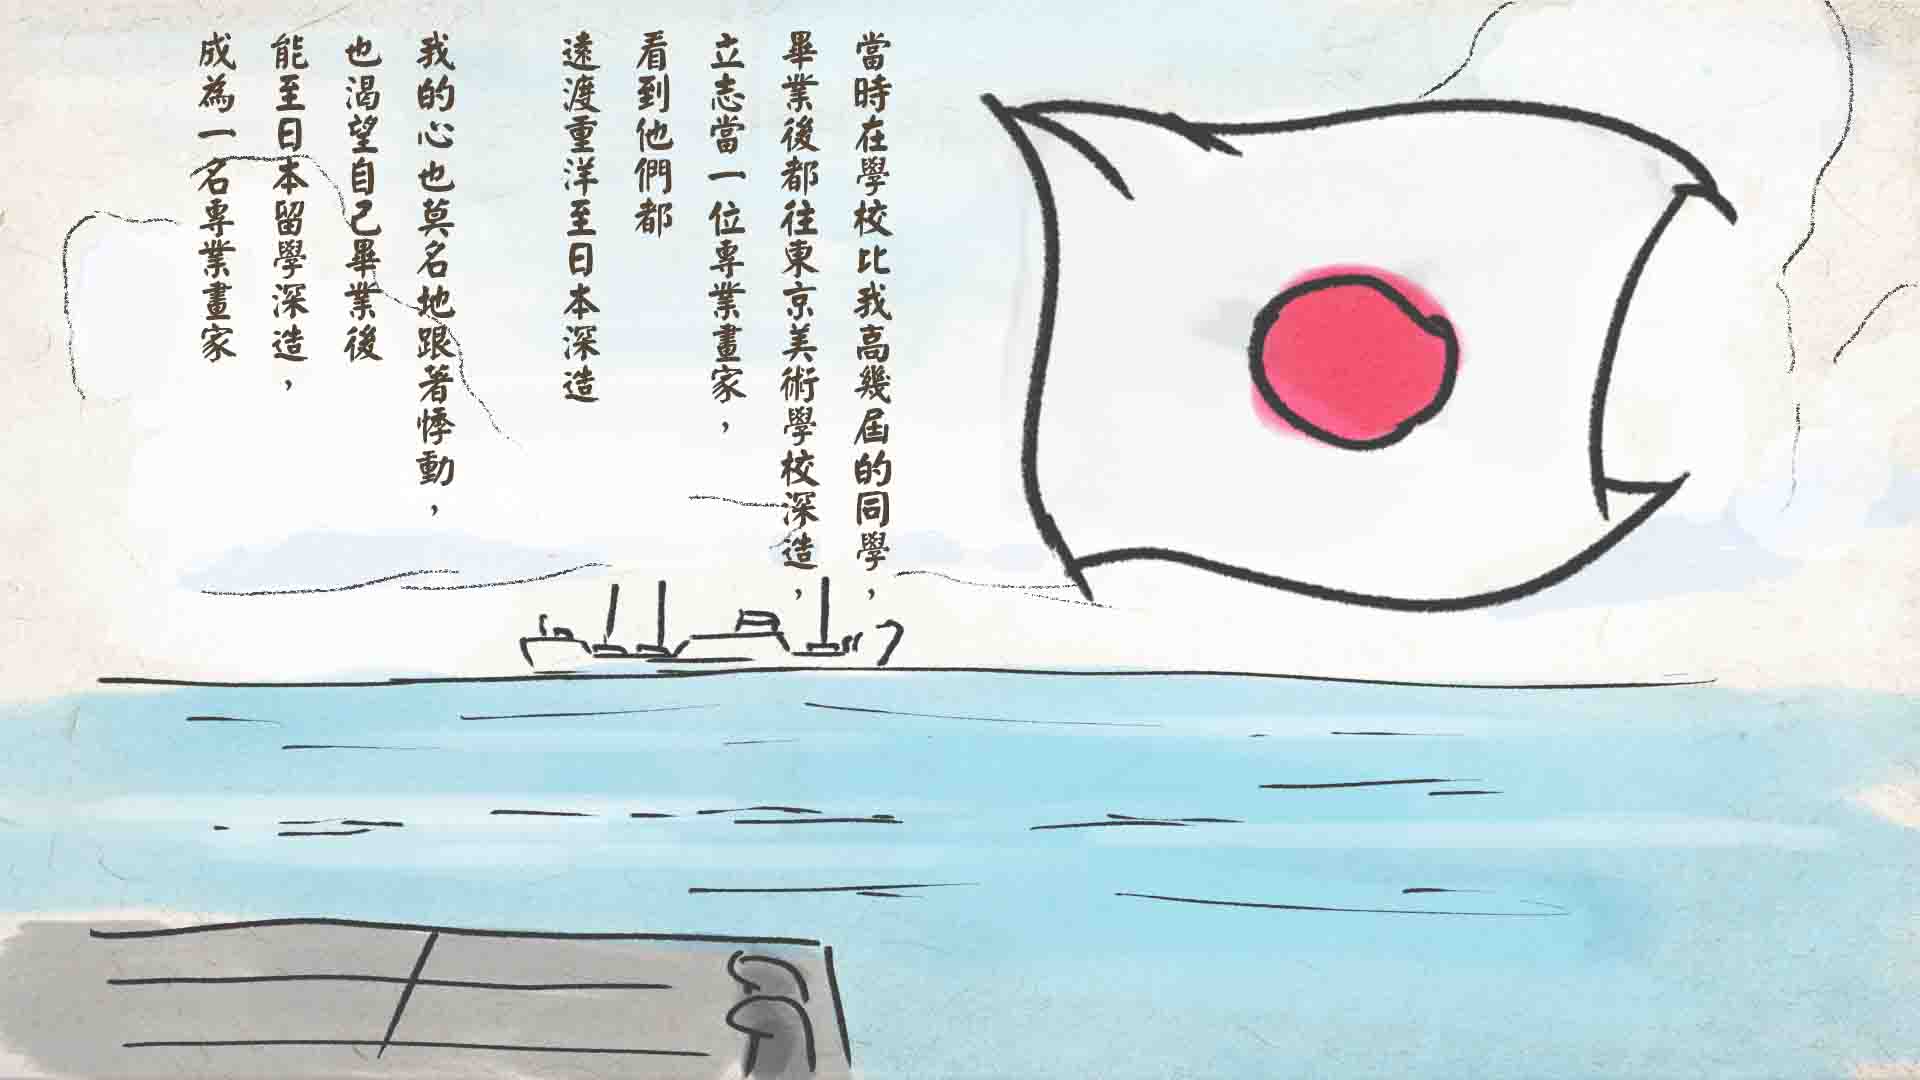 當時在學校比我高幾屆的同學，
畢業後都往東京美術學校深造，
立志當一位專業畫家，
看到他們都
遠渡重洋至日本深造
我的心也莫名地跟著悸動，
也渴望自己畢業後
能至日本留學深造，
成為一名專業畫家